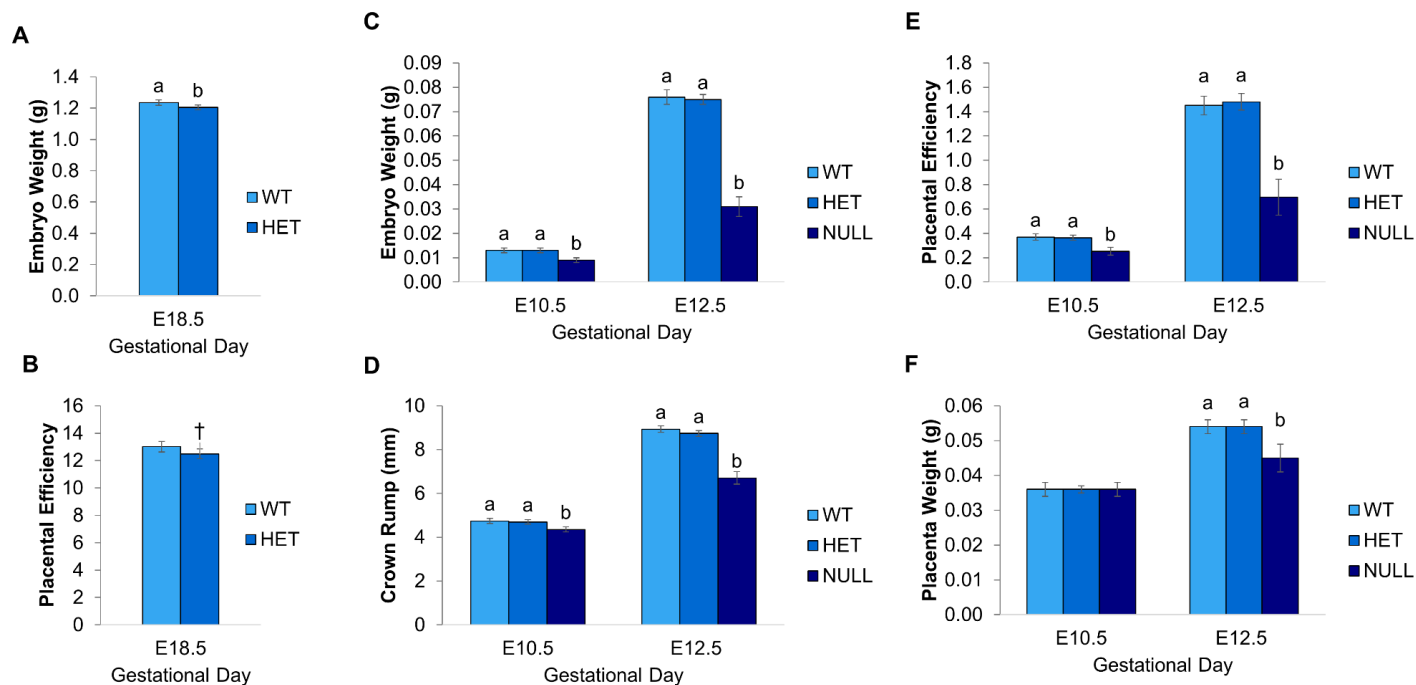 A
Embryo Weight (g)
1.4
1.2
1.0
0.8
0.6
0.4
0.2
0.0
a
b
E18.5
Gestational Day
WT
HET
B
Placental Efficiency
16
14
12
10
8
6
4
2
0
†
E18.5
Gestational Day
WT
HET
C
Embryo Weight (g)
0.09
0.08
0.07
0.06
0.05
0.04
0.03
0.02
0.01
0.00
a a b
a a b
E10.5 E12.5
Gestational Day
WT
HET
NULL
D
Crown Rump (mm)
10
8
6
4
2
0
a a b
a a b
E10.5 E12.5
Gestational Day
WT
HET
NULL
E
Placental Efficiency
1.8
1.6
1.4
1.2
1.0
0.8
0.6
0.4
0.2
0.0
a a b
a a b
E10.5 E12.5
Gestational Day
WT
HET
NULL
F
Placenta Weight (g)
0.06
0.05
0.04
0.03
0.02
0.01
0.00
a a b
E10.5 E12.5
Gestational Day
WT
HET
NULL